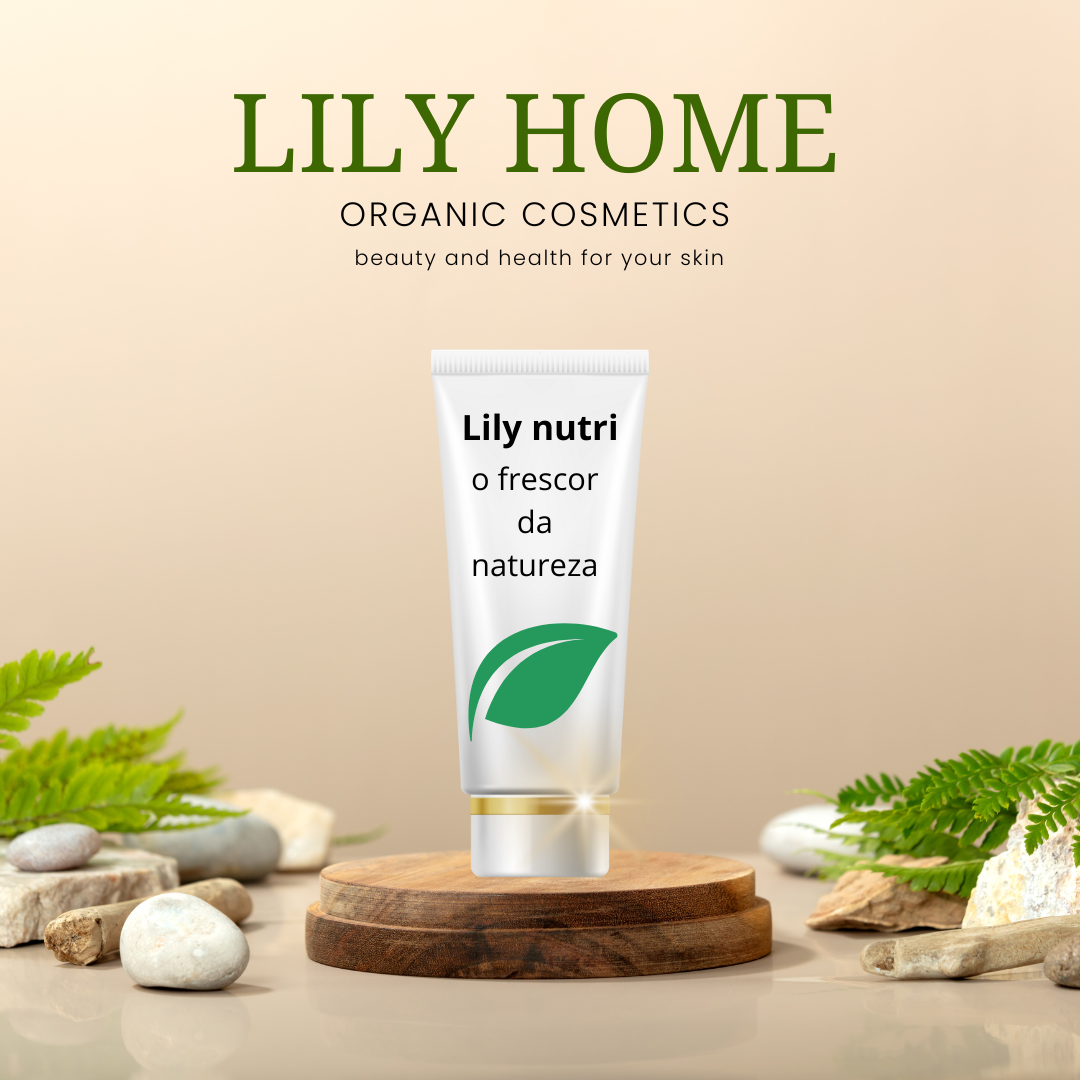 LILY HOME
ORGANIC COSMETICS
beauty and health for your skin
Lily nutri
o frescor
da
natureza